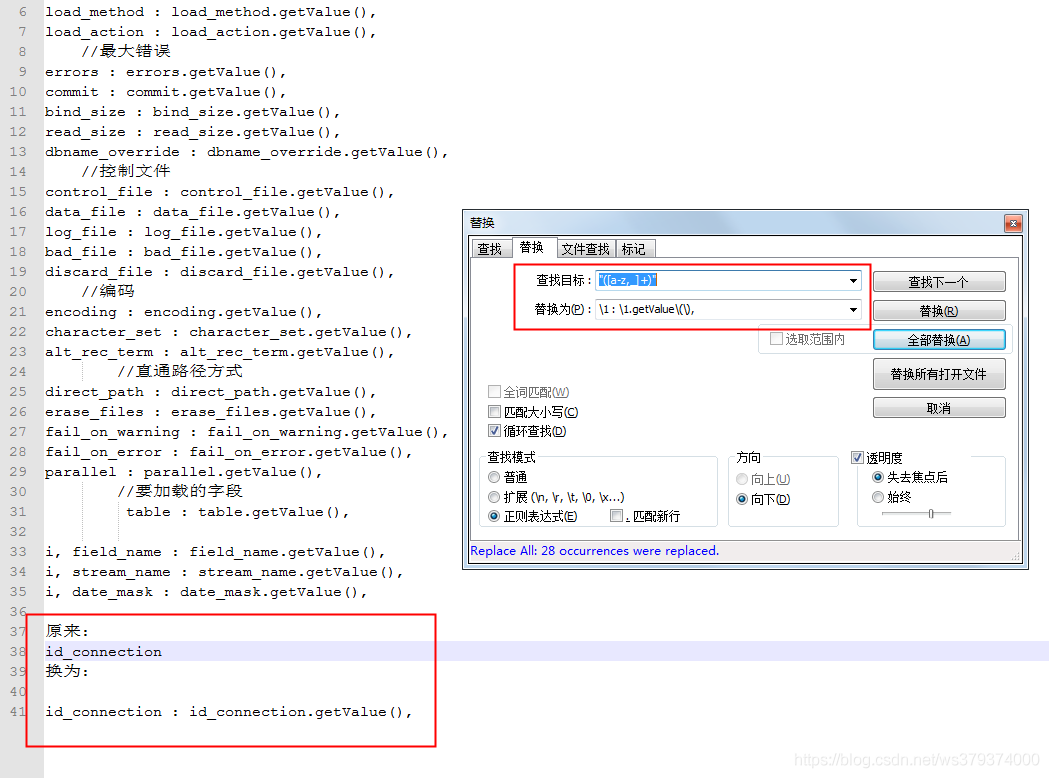 6 load_method : load_method.getValue(),
7 load_action : load_action.getValue(),
8 //最大错误
9 errors : errors.getValue(),
10 commit : commit.getValue(),
11 bind_size : bind_size.getValue(),
12 read_size : read_size.getValue(),
13 dbname_override : dbname_override.getValue(),
14 //控制文件
15 control_file : control_file.getValue(),
16 data_file : data_file.getValue(),
17 log_file : log_file.getValue(),
18 bad_file : bad_file.getValue(),
19 discard_file : discard_file.getValue(),
20 //编码
21 encoding : encoding.getValue(),
22 character_set : character_set.getValue(),
23 alt_rec_term : alt_rec_term.getValue(),
24 //直通路径方式
25 direct_path : direct_path.getValue(),
26 erase_files : erase_files.getValue(),
27 fail_on_warning : fail_on_warning.getValue(),
28 fail_on_error : fail_on_error.getValue(),
29 parallel : parallel.getValue(),
30 //要加载的字段
31 table : table.getValue(),
32
33 i, field_name : field_name.getValue(),
34 i, stream_name : stream_name.getValue(),
35 i, date_mask : date_mask.getValue(),
36
37 原来：
38 id_connection
39 换为：
40
41 id_connection : id_connection.getValue(),
替换
查找 替换 文件查找 标记
查找目标： "([a-z,_]+)" 查找下一个
替换为(P)： \1 : \1.getValue\(\), 替换(R)
选取范围内 全部替换(A)
替换所有打开文件
全词匹配(W) 取消
匹配大小写(C)
循环查找(D)
查找模式 方向 透明度
普通 向上(U) 失去焦点后
扩展 (\n, \r, \t, \0, \x...) 向下(D) 始终
正则表达式(E) . 匹配新行
Replace All: 28 occurrences were replaced.
https://blog.csdn.net/ws379374000